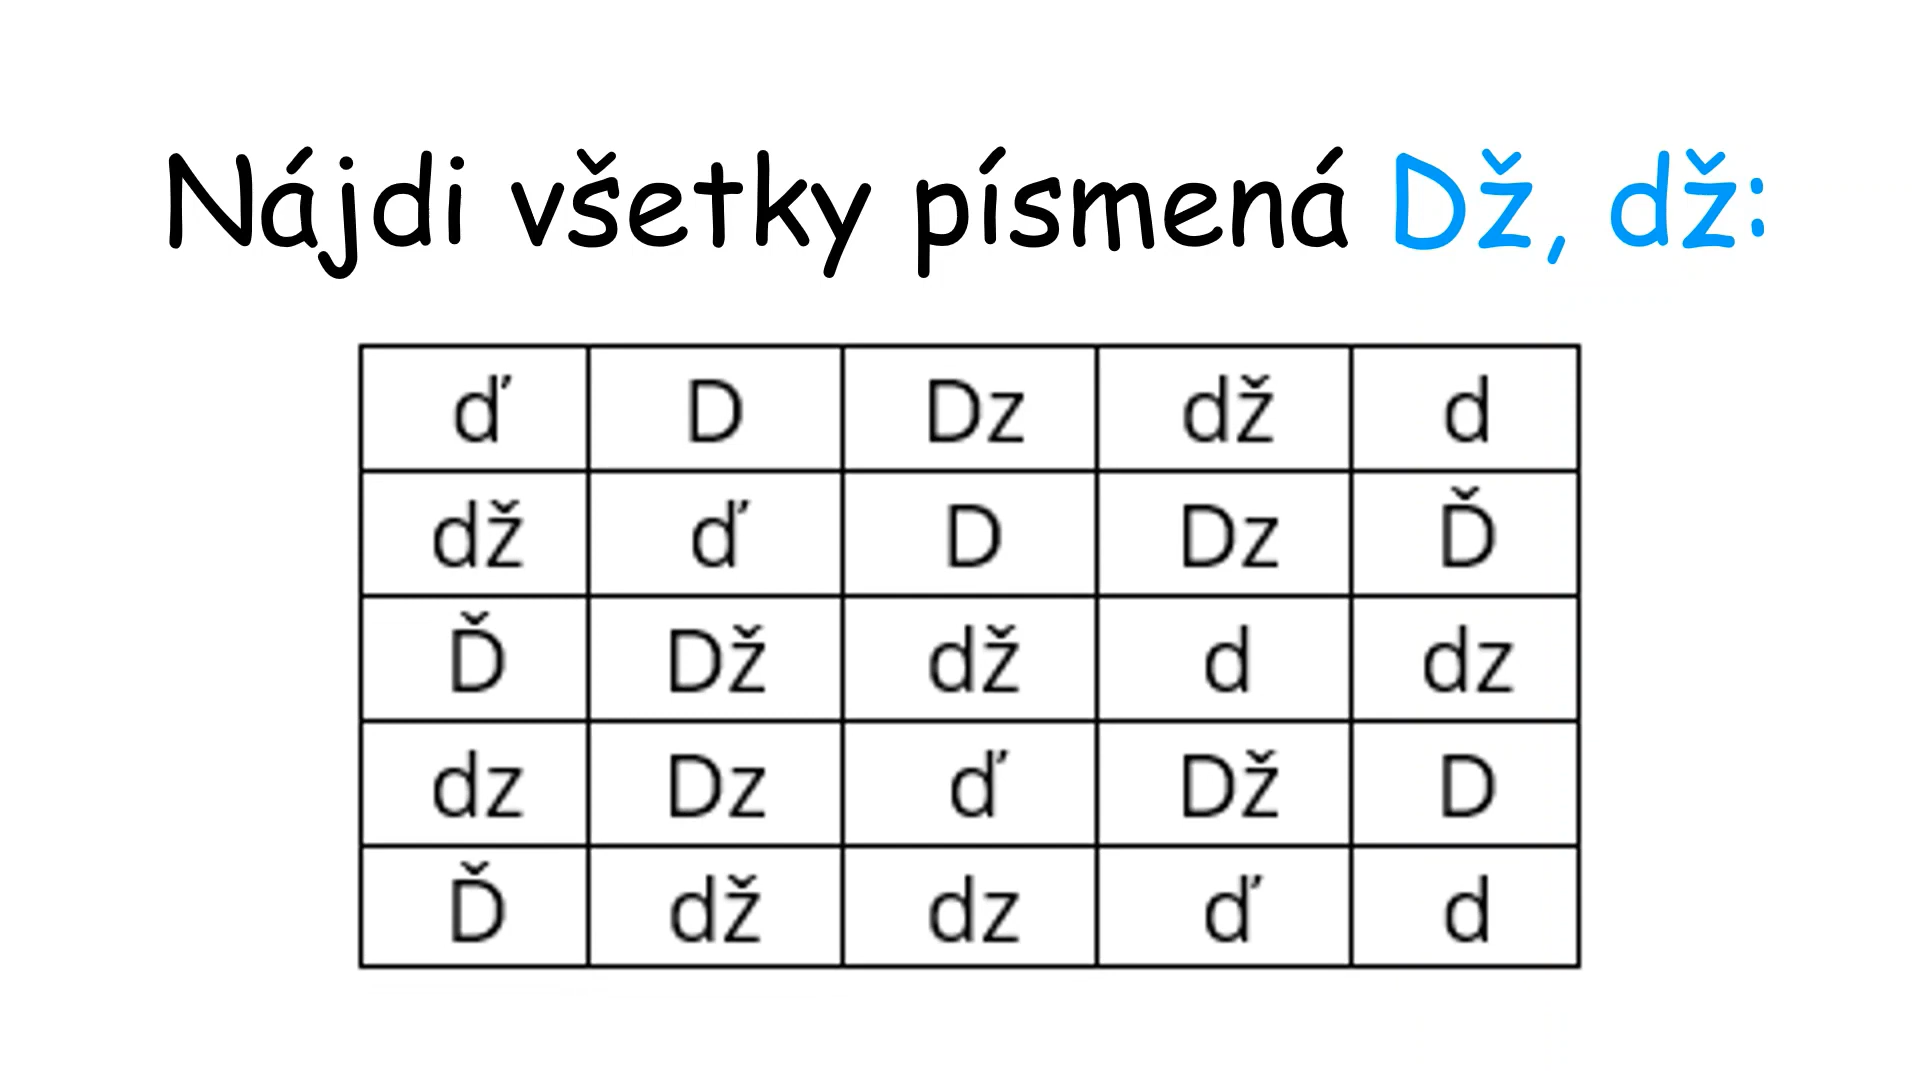 Nájdi všetky písmená Dž, dž:
ď D Dz dž d
dž ď D Dz Ď
Ď Dž dž d dz
dz Dz ď Dž D
Ď dž dz ď d